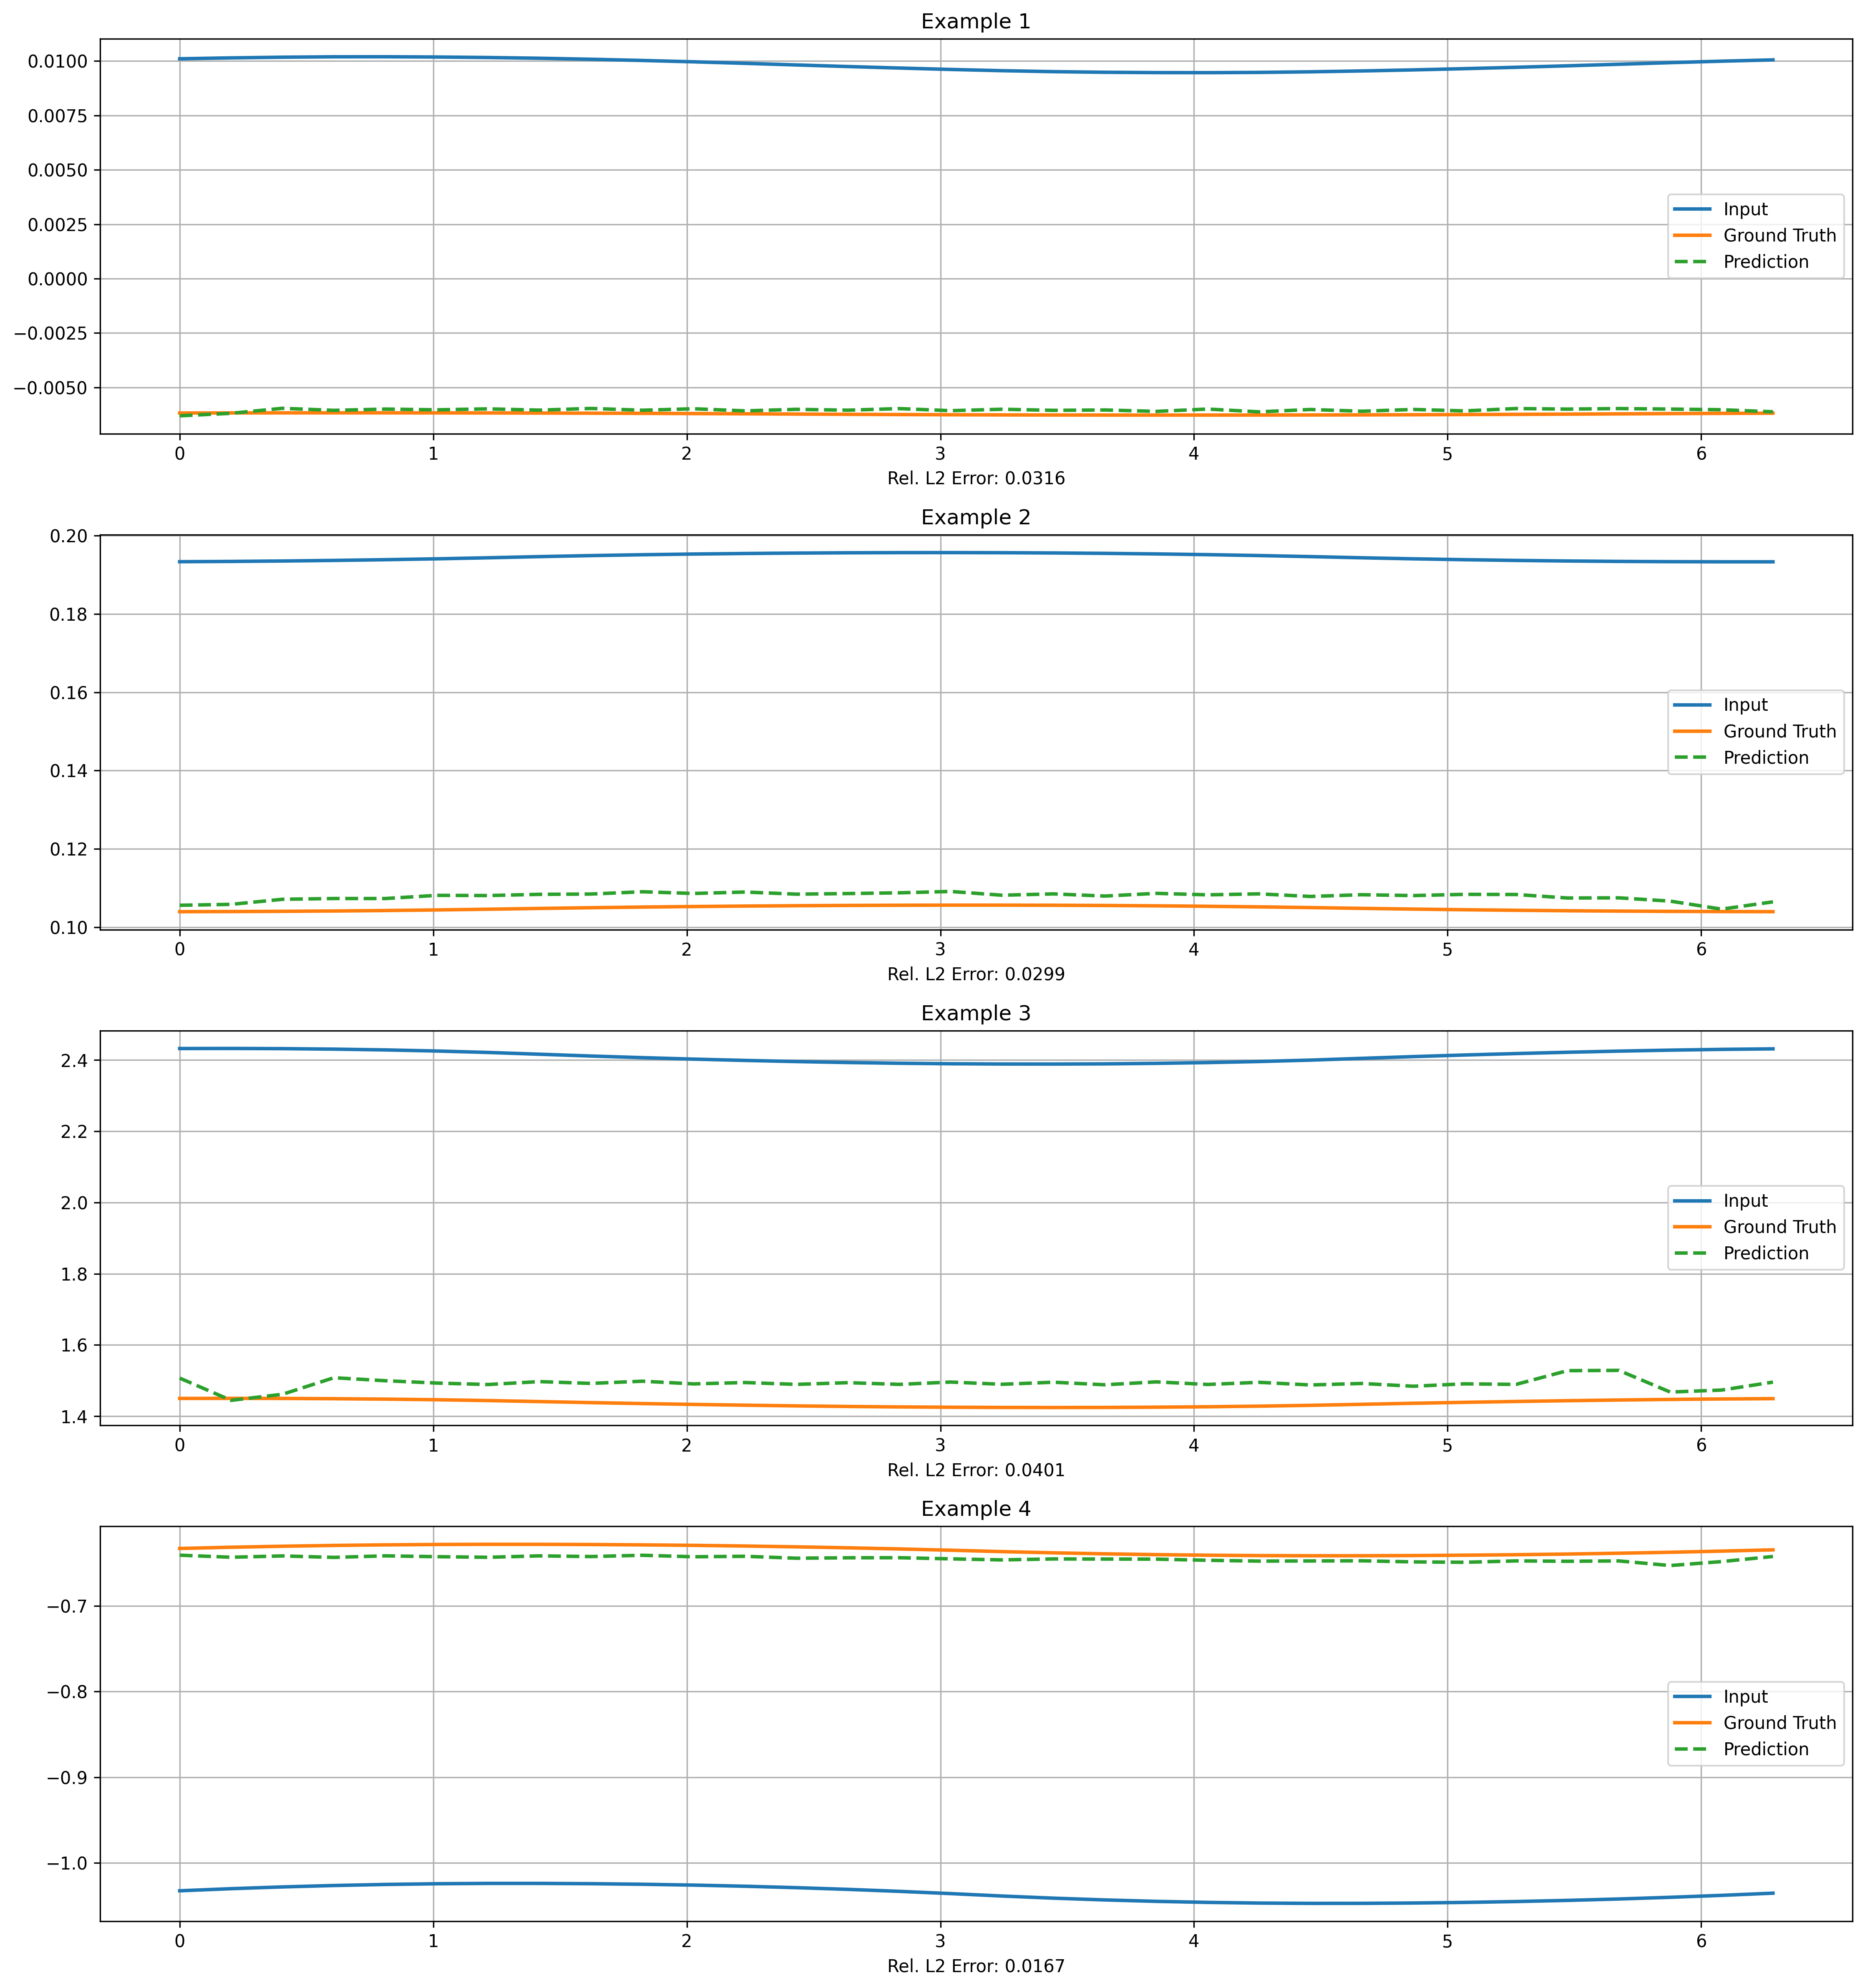 Example 1
0.0100
0.0075
0.0050
0.0025
0.0000
−0.0025
−0.0050
Input
Ground Truth
Prediction
0 1 2 3 4 5 6
Rel. L2 Error: 0.0316
Example 2
0.20
0.18
0.16
0.14
0.12
0.10
Input
Ground Truth
Prediction
0 1 2 3 4 5 6
Rel. L2 Error: 0.0299
Example 3
2.4
2.2
2.0
1.8
1.6
1.4
Input
Ground Truth
Prediction
0 1 2 3 4 5 6
Rel. L2 Error: 0.0401
Example 4
−0.7
−0.8
−0.9
−1.0
Input
Ground Truth
Prediction
0 1 2 3 4 5 6
Rel. L2 Error: 0.0167